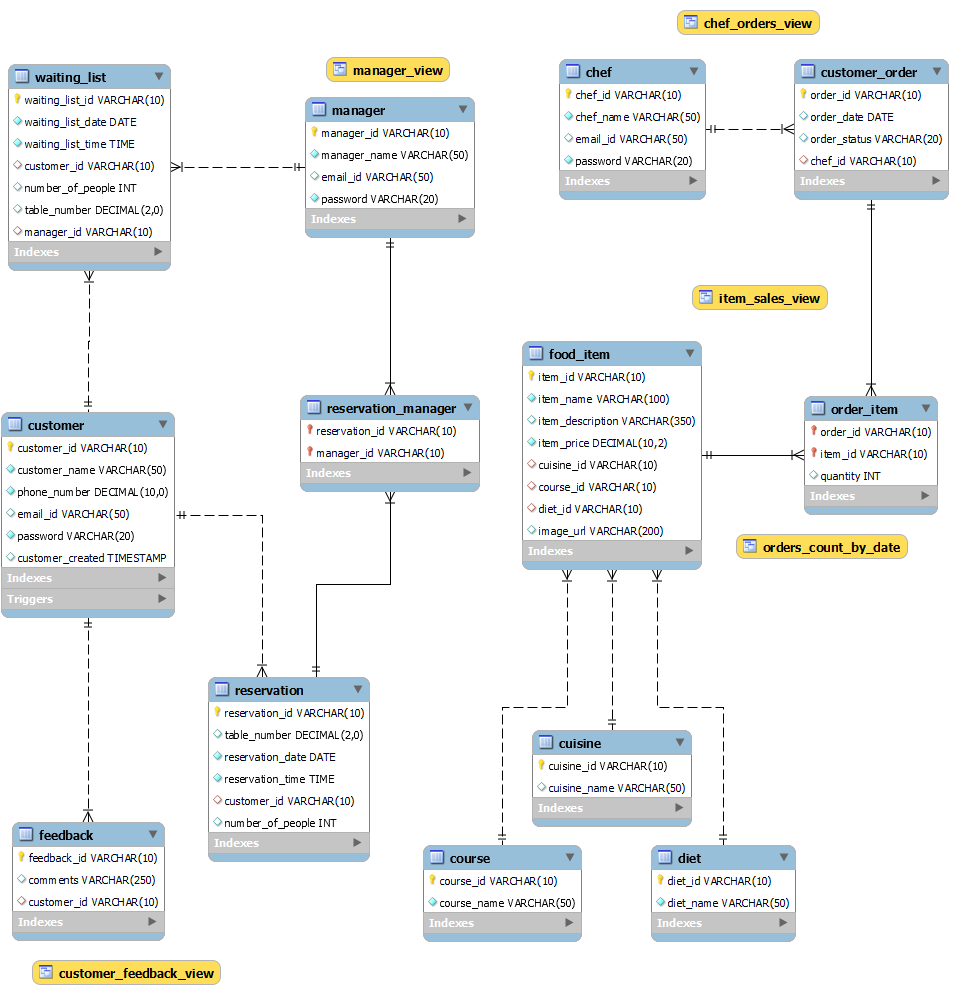 chef_orders_view
manager_view
waiting_list
waiting_list_id VARCHAR(10)
waiting_list_date DATE
waiting_list_time TIME
customer_id VARCHAR(10)
number_of_people INT
table_number DECIMAL(2,0)
manager_id VARCHAR(10)
Indexes
manager
manager_id VARCHAR(10)
manager_name VARCHAR(50)
email_id VARCHAR(50)
password VARCHAR(20)
Indexes
chef
chef_id VARCHAR(10)
chef_name VARCHAR(50)
email_id VARCHAR(50)
password VARCHAR(20)
Indexes
customer_order
order_id VARCHAR(10)
order_date DATE
order_status VARCHAR(20)
chef_id VARCHAR(10)
Indexes
item_sales_view
customer
customer_id VARCHAR(10)
customer_name VARCHAR(50)
phone_number DECIMAL(10,0)
email_id VARCHAR(50)
password VARCHAR(20)
customer_created TIMESTAMP
Indexes
Triggers
reservation_manager
reservation_id VARCHAR(10)
manager_id VARCHAR(10)
Indexes
food_item
item_id VARCHAR(10)
item_name VARCHAR(100)
item_description VARCHAR(350)
item_price DECIMAL(10,2)
cuisine_id VARCHAR(10)
course_id VARCHAR(10)
diet_id VARCHAR(10)
image_url VARCHAR(200)
Indexes
order_item
order_id VARCHAR(10)
item_id VARCHAR(10)
quantity INT
Indexes
orders_count_by_date
reservation
reservation_id VARCHAR(10)
table_number DECIMAL(2,0)
reservation_date DATE
reservation_time TIME
customer_id VARCHAR(10)
number_of_people INT
Indexes
cuisine
cuisine_id VARCHAR(10)
cuisine_name VARCHAR(50)
Indexes
feedback
feedback_id VARCHAR(10)
comments VARCHAR(250)
customer_id VARCHAR(10)
Indexes
course
course_id VARCHAR(10)
course_name VARCHAR(50)
Indexes
diet
diet_id VARCHAR(10)
diet_name VARCHAR(50)
Indexes
customer_feedback_view